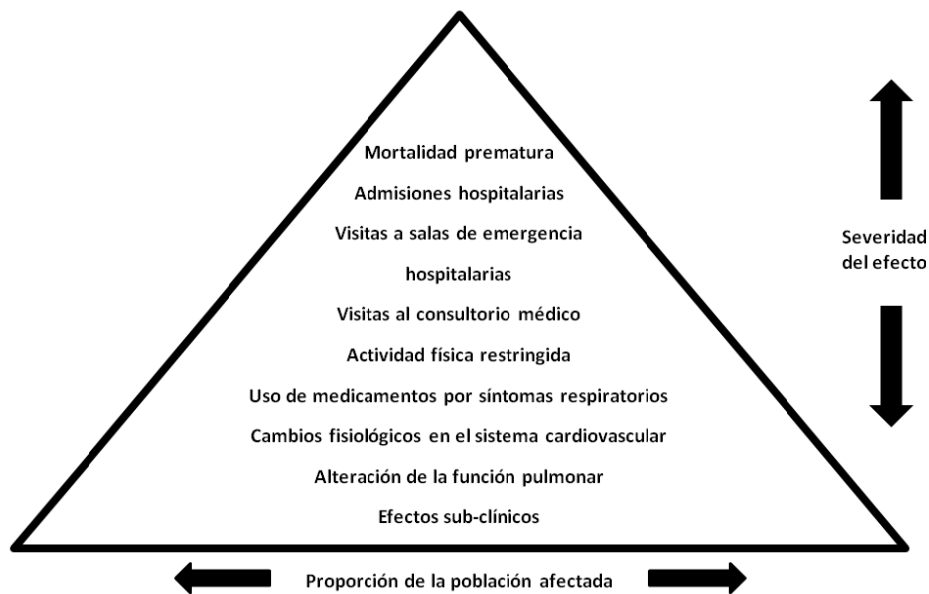 Mortalidad prematura
Admisiones hospitalarias
Visitas a salas de emergencia
hospitalarias
Visitas al consultorio médico
Actividad física restringida
Uso de medicamentos por síntomas respiratorios
Cambios fisiológicos en el sistema cardiovascular
Alteración de la función pulmonar
Efectos sub-clínicos
Severidad
del efecto
Proporción de la población afectada